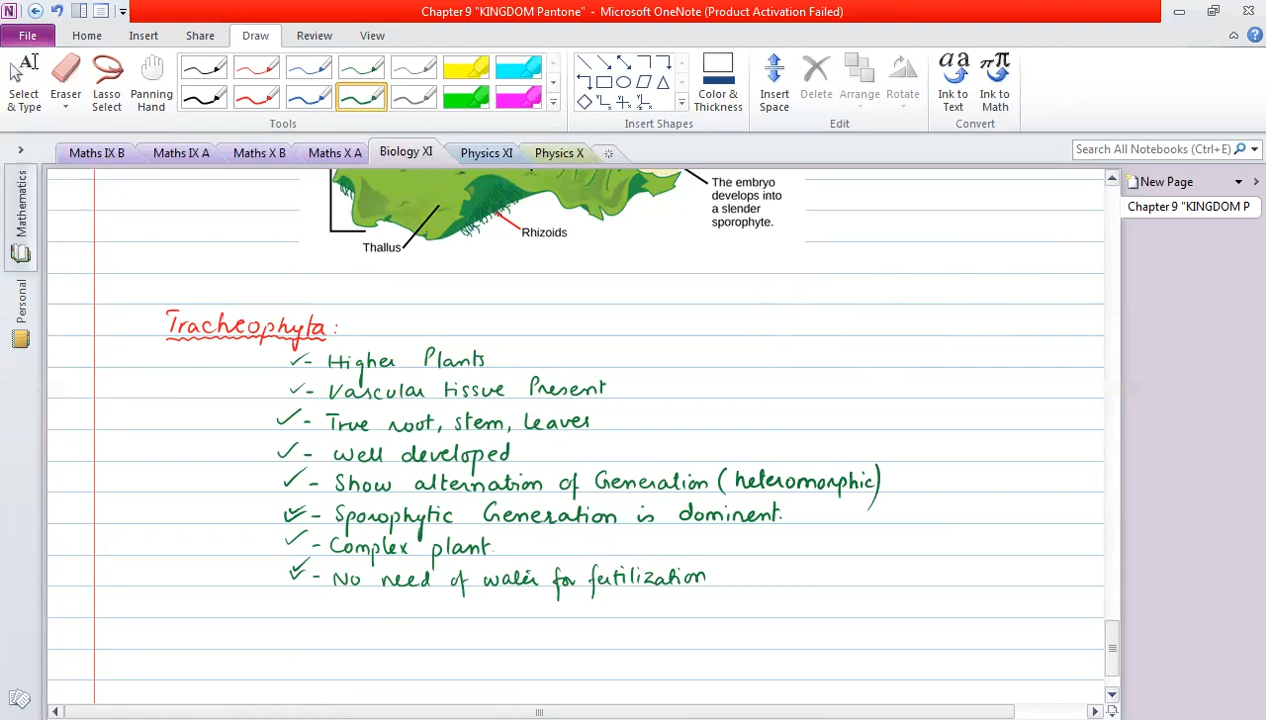 Chapter 9 "KINGDOM Pantone" - Microsoft OneNote (Product Activation Failed)
File Home Insert Share Draw Review View
Select & Type
Eraser
Lasso Select
Panning Hand
Color & Thickness
Insert Space
Delete
Arrange
Rotate
Ink to Text
Ink to Math
Tools
Insert Shapes
Edit
Convert
Maths IX B Maths IX A Maths X B Maths X A Biology XI Physics XI Physics X
Search All Notebooks (Ctrl+E)
New Page
Chapter 9 "KINGDOM P
Mathematics
Personal
The embryo
develops into
a slender
sporophyte.
Rhizoids
Thallus
Tracheophyta:
- Higher Plants
- Vascular tissue Present
- True root, stem, leaves
- Well developed
- Show alternation of Generation (heteromorphic)
- Sporophytic Generation is dominent.
- Complex plant.
- No need of water for fertilization